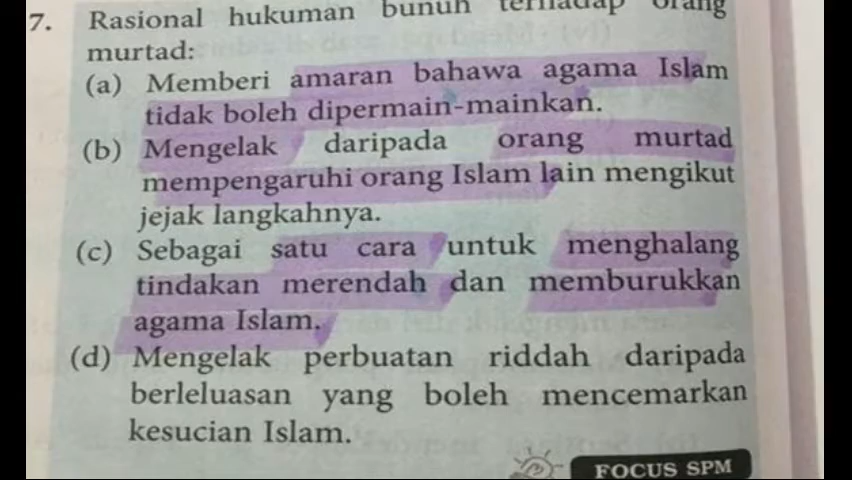 7. Rasional hukuman bunuh terhadap orang
murtad:
(a) Memberi amaran bahawa agama Islam
tidak boleh dipermain-mainkan.
(b) Mengelak daripada orang murtad
mempengaruhi orang Islam lain mengikut
jejak langkahnya.
(c) Sebagai satu cara untuk menghalang
tindakan merendah dan memburukkan
agama Islam.
(d) Mengelak perbuatan riddah daripada
berleluasan yang boleh mencemarkan
kesucian Islam.
FOCUS SPM